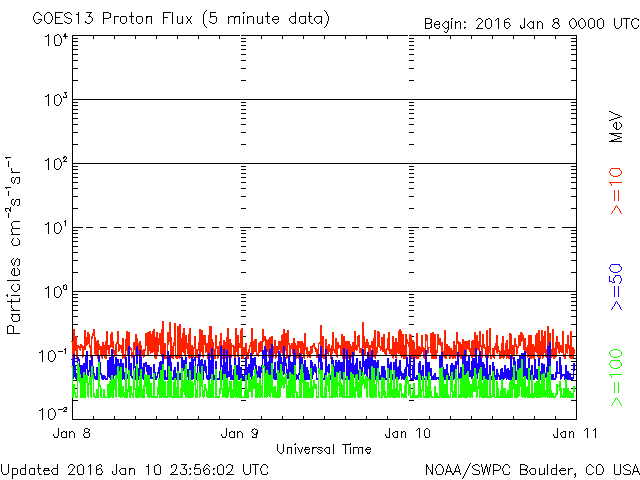 GOES13 Proton Flux (5 minute data)
Begin: 2016 Jan 8 0000 UTC
10⁴
10³
10²
10¹
10⁰
10⁻¹
10⁻²
Particles cm⁻²s⁻¹sr⁻¹
MeV
>=10
>=50
>=100
Jan 8
Jan 9
Jan 10
Jan 11
Universal Time
Updated 2016 Jan 10 23:56:02 UTC
NOAA/SWPC Boulder, CO USA